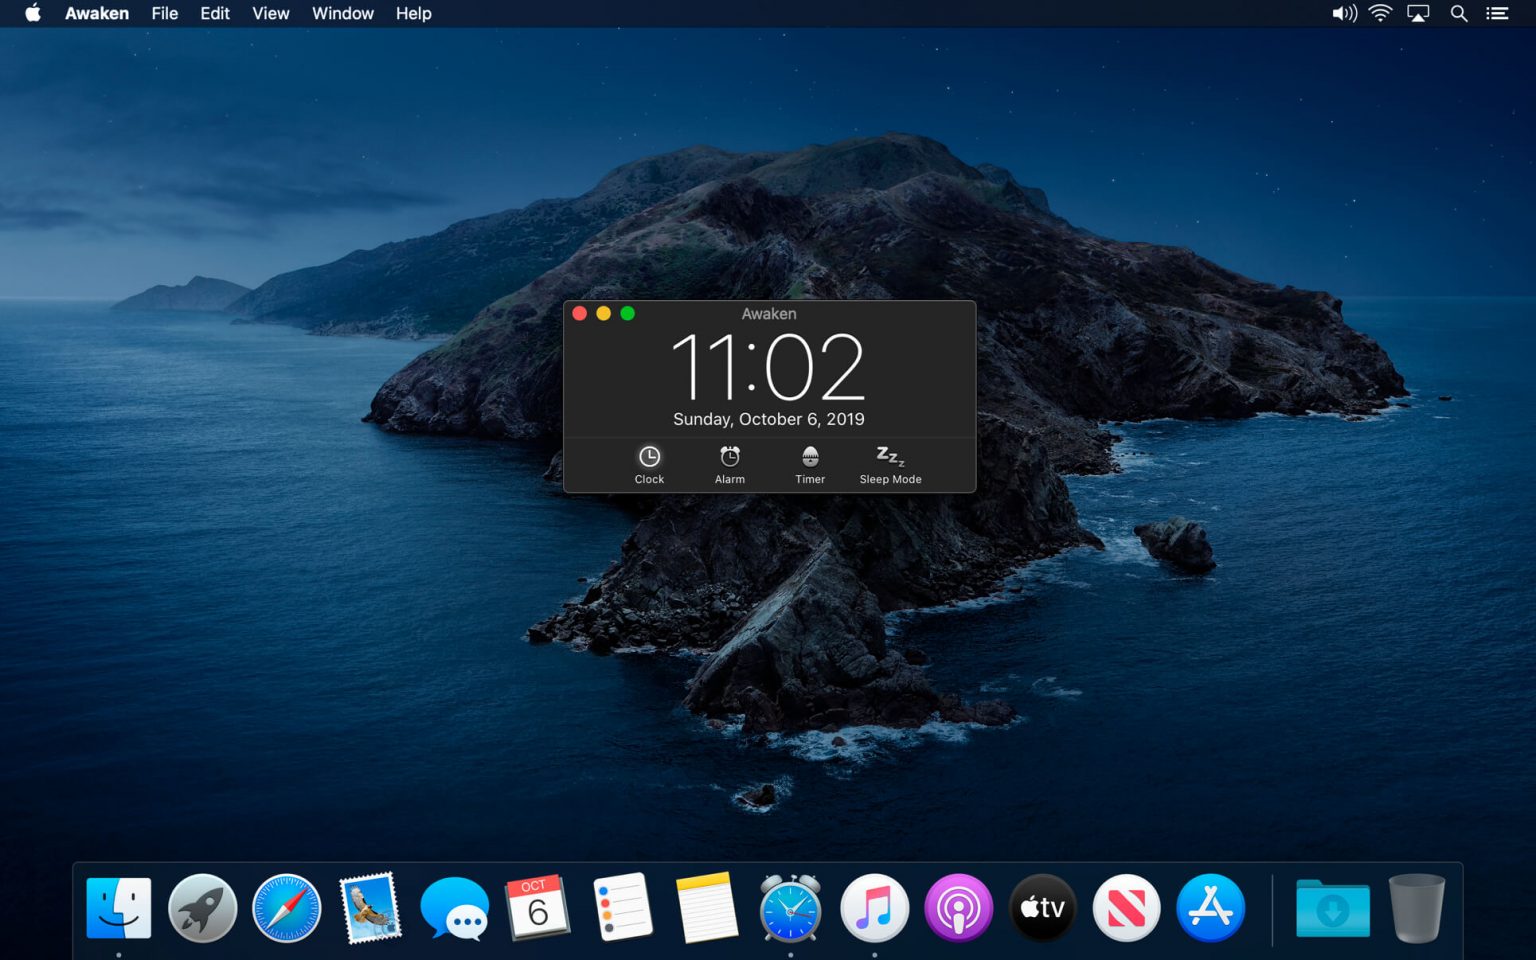 Awaken File Edit View Window Help
Awaken
11:02
Sunday, October 6, 2019
zzz
Clock Alarm Timer Sleep Mode
OCT
6
tv